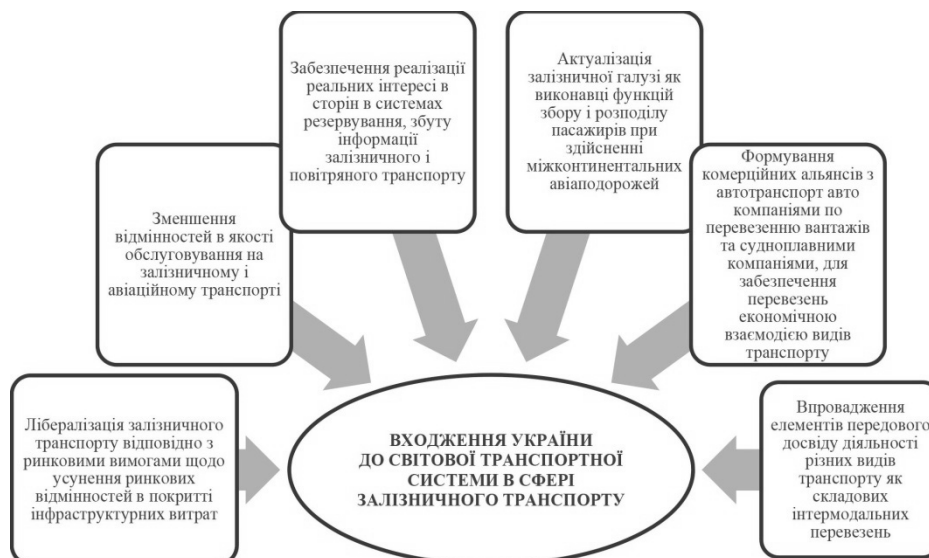 Лібералізація залізничного
транспорту відповідно з
ринковими вимогами щодо
усунення ринкових
відмінностей в покритті
інфраструктурних витрат
Зменшення
відмінностей в якості
обслуговування на
залізничному і
авіаційному транспорті
Забезпечення реалізації
реальних інтересі в
сторін в системах
резервування, збуту
інформації
залізничного і
повітряного транспорту
Актуалізація
залізничної галузі як
виконавці функцій
збору і розподілу
пасажирів при
здійсненні
міжконтинентальних
авіаподорожей
Формування
комерційних альянсів з
автотранспорт авто
компаніями по
перевезенню вантажів
та судноплавними
компаніями, для
забезпечення
перевезень
економічною
взаємодією видів
транспорту
Впровадження
елементів передового
досвіду діяльності
різних видів
транспорту як
складових
інтермодальних
перевезень
ВХОДЖЕННЯ УКРАЇНИ
ДО СВІТОВОЇ ТРАНСПОРТНОЇ
СИСТЕМИ В СФЕРІ
ЗАЛІЗНИЧНОГО ТРАНСПОРТУ